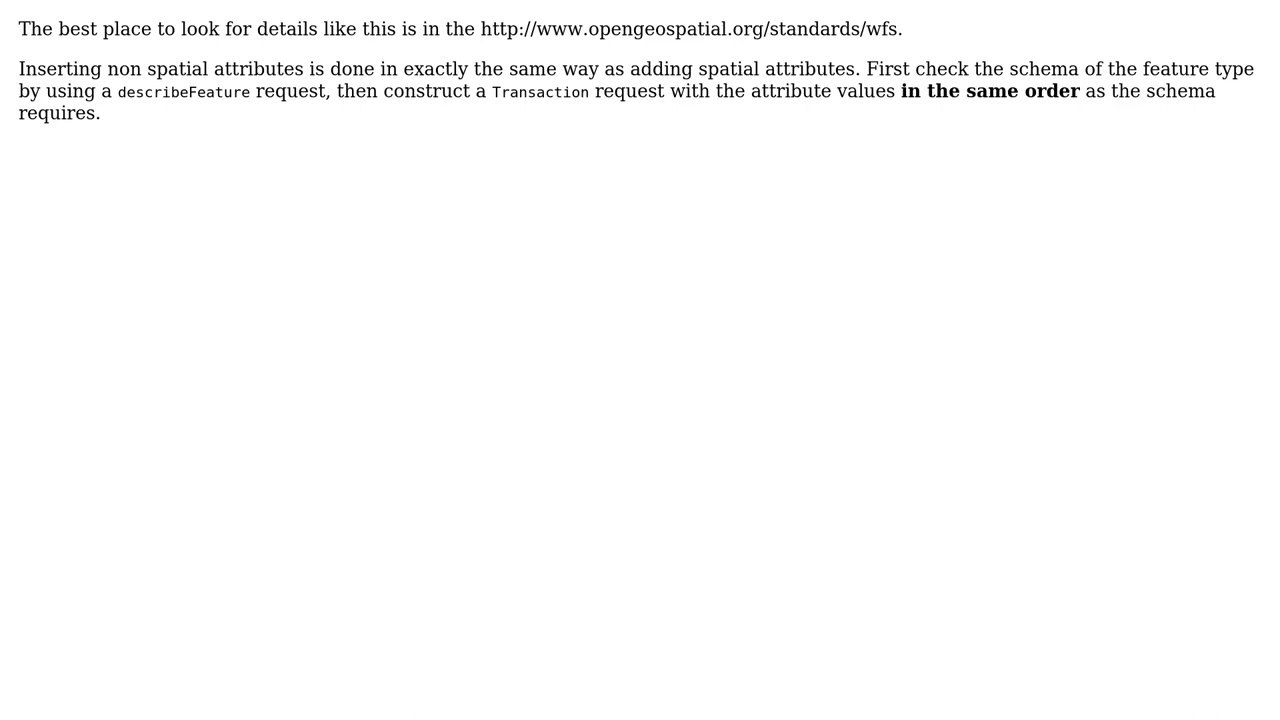 The best place to look for details like this is in the http://www.opengeospatial.org/standards/wfs.
Inserting non spatial attributes is done in exactly the same way as adding spatial attributes. First check the schema of the feature type
by using a describeFeature request, then construct a Transaction request with the attribute values in the same order as the schema
requires.